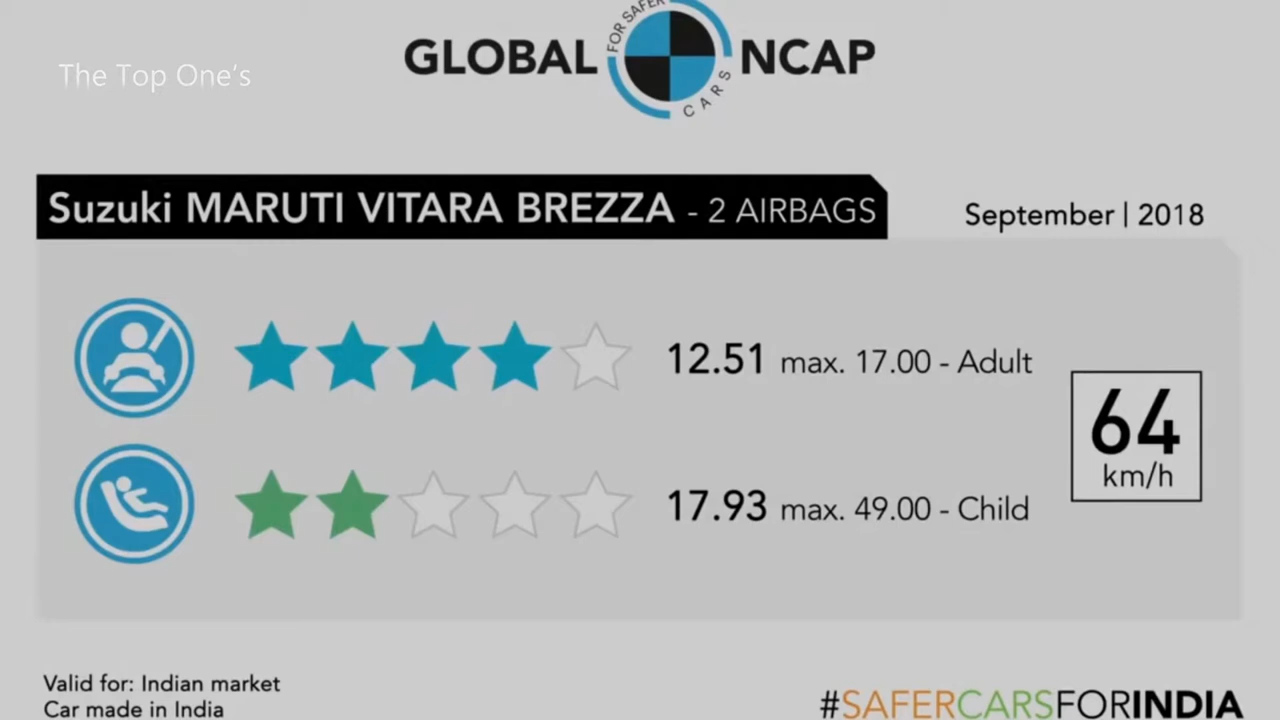 The Top One's
GLOBAL NCAP
FOR SAFER CARS
Suzuki MARUTI VITARA BREZZA - 2 AIRBAGS
September | 2018
12.51 max. 17.00 - Adult
64
km/h
17.93 max. 49.00 - Child
Valid for: Indian market
Car made in India
#SAFERCARSFORINDIA